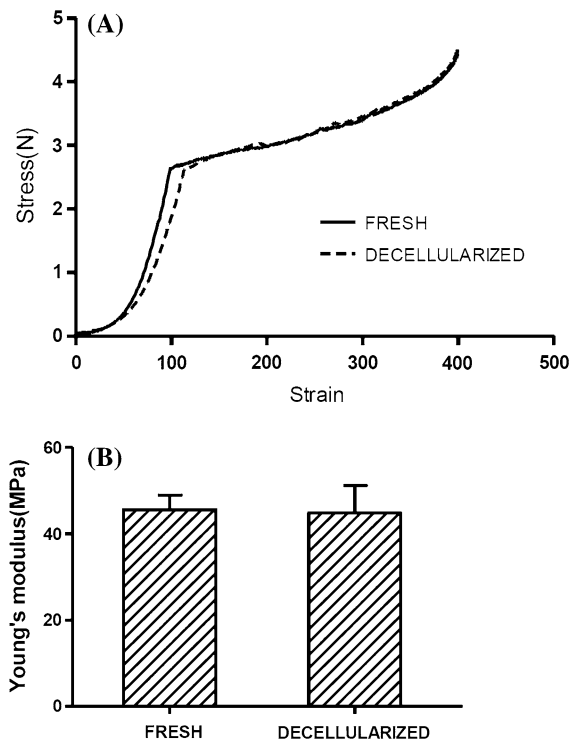 (A)
5
4
3
2
1
0
Stress(N)
FRESH
DECELLULARIZED
0 100 200 300 400 500
Strain
(B)
60
40
20
0
Young's modulus(MPa)
FRESH DECELLULARIZED